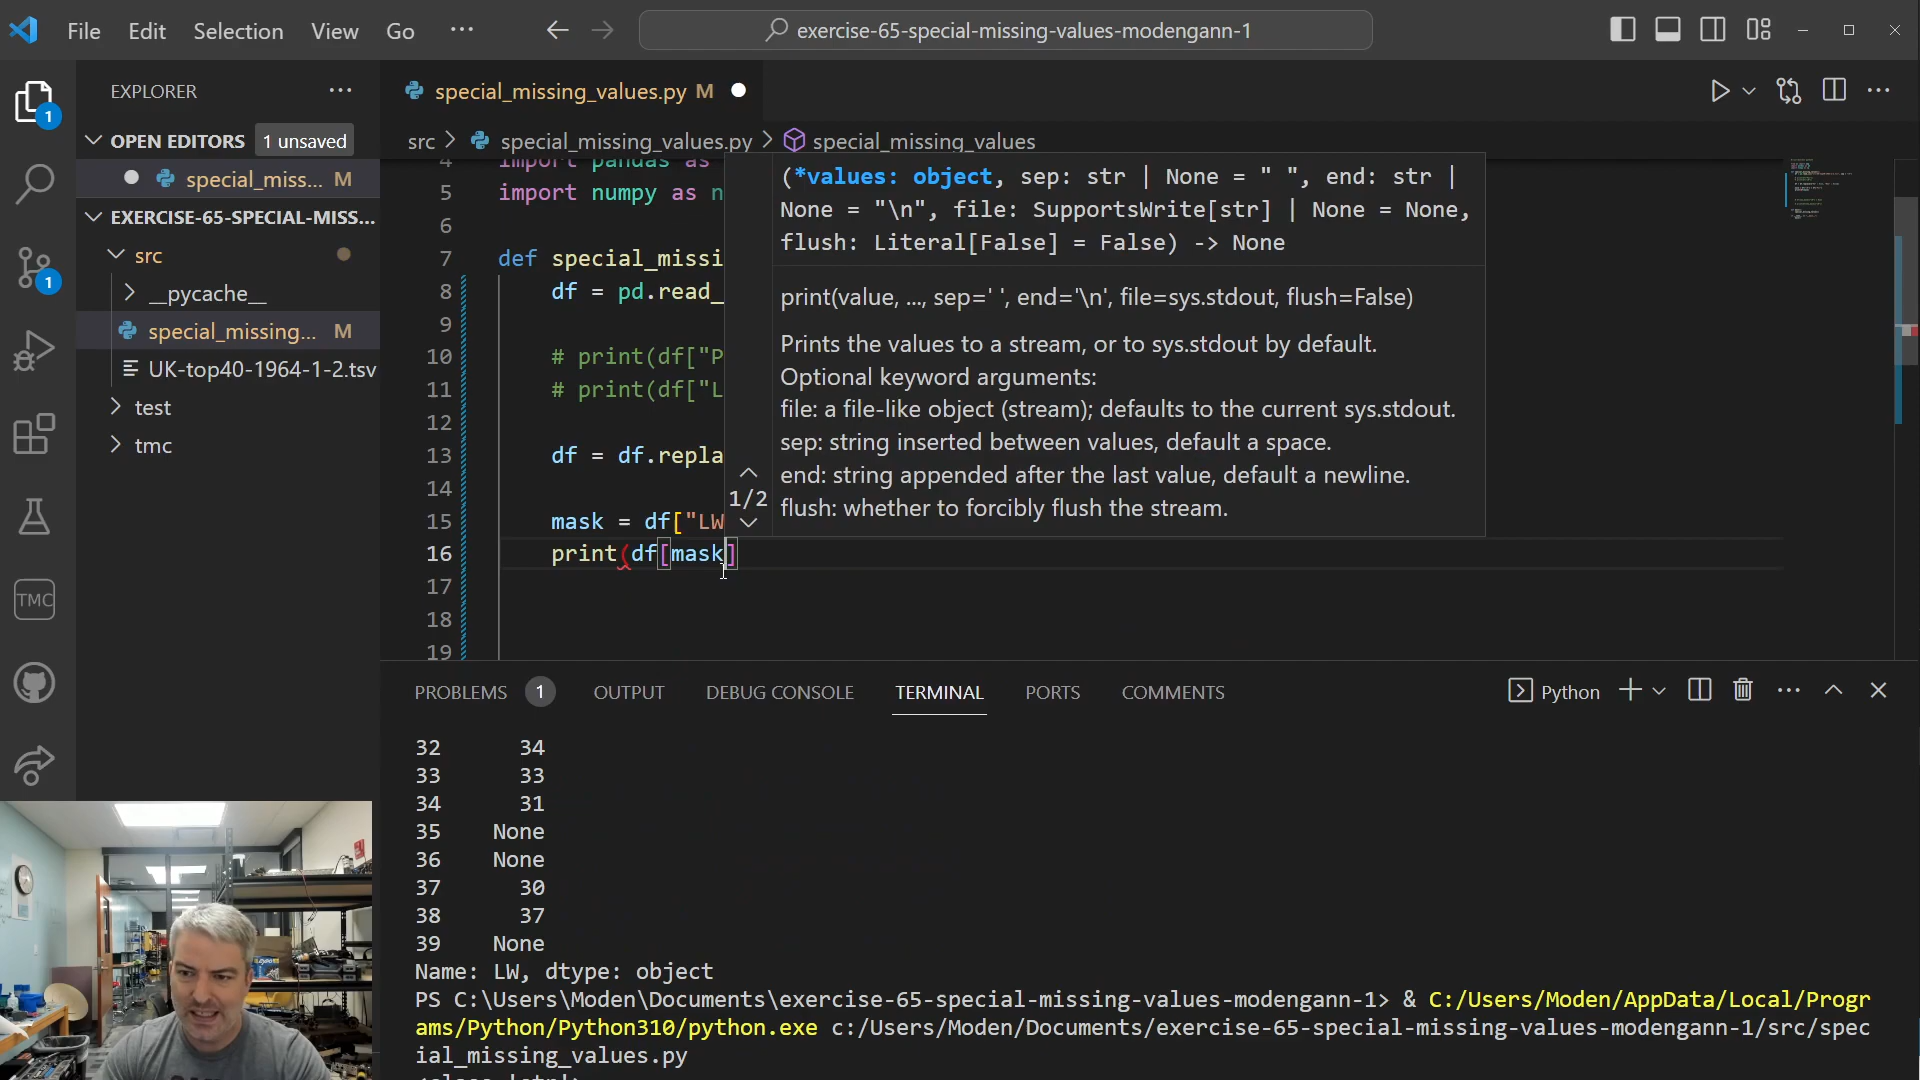 File Edit Selection View Go ... exercise-65-special-missing-values-modengann-1
EXPLORER
OPEN EDITORS 1 unsaved
special_miss... M
EXERCISE-65-SPECIAL-MISS...
src
__pycache__
special_missing... M
UK-top40-1964-1-2.tsv
test
tmc
1
1
TMC
special_missing_values.py M
src > special_missing_values.py > special_missing_values
4 import pandas as
5 import numpy as n
6
7 def special_missi
8 df = pd.read_
9
10 # print(df["P
11 # print(df["L
12
13 df = df.repla
14
15 mask = df["LW
16 print(df[mask]
17
18
19
(*values: object, sep: str | None = " ", end: str |
None = "\n", file: SupportsWrite[str] | None = None,
flush: Literal[False] = False) -> None
print(value, ..., sep=' ', end='\n', file=sys.stdout, flush=False)
Prints the values to a stream, or to sys.stdout by default.
Optional keyword arguments:
file: a file-like object (stream); defaults to the current sys.stdout.
sep: string inserted between values, default a space.
end: string appended after the last value, default a newline.
flush: whether to forcibly flush the stream.
1/2
PROBLEMS 1 OUTPUT DEBUG CONSOLE TERMINAL PORTS COMMENTS Python
32 34
33 33
34 31
35 None
36 None
37 30
38 37
39 None
Name: LW, dtype: object
PS C:\Users\Moden\Documents\exercise-65-special-missing-values-modengann-1> & C:/Users/Moden/AppData/Local/Progr
ams/Python/Python310/python.exe c:/Users/Moden/Documents/exercise-65-special-missing-values-modengann-1/src/spec
ial_missing_values.py